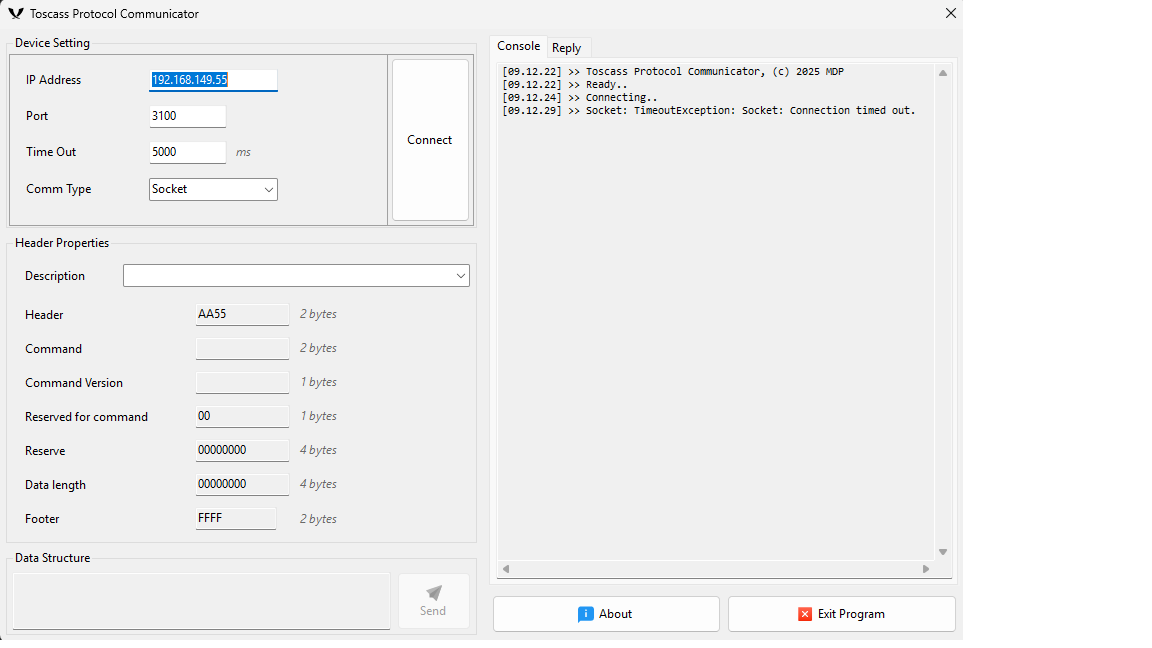 Toscass Protocol Communicator
Device Setting
IP Address 192.168.149.55
Port 3100
Time Out 5000 ms
Comm Type Socket
Connect
Header Properties
Description
Header AA55 2 bytes
Command 2 bytes
Command Version 1 bytes
Reserved for command 00 1 bytes
Reserve 00000000 4 bytes
Data length 00000000 4 bytes
Footer FFFF 2 bytes
Data Structure
Send
Console Reply
[09.12.22] >> Toscass Protocol Communicator, (c) 2025 MDP
[09.12.22] >> Ready..
[09.12.24] >> Connecting..
[09.12.29] >> Socket: TimeoutException: Socket: Connection timed out.
About
Exit Program